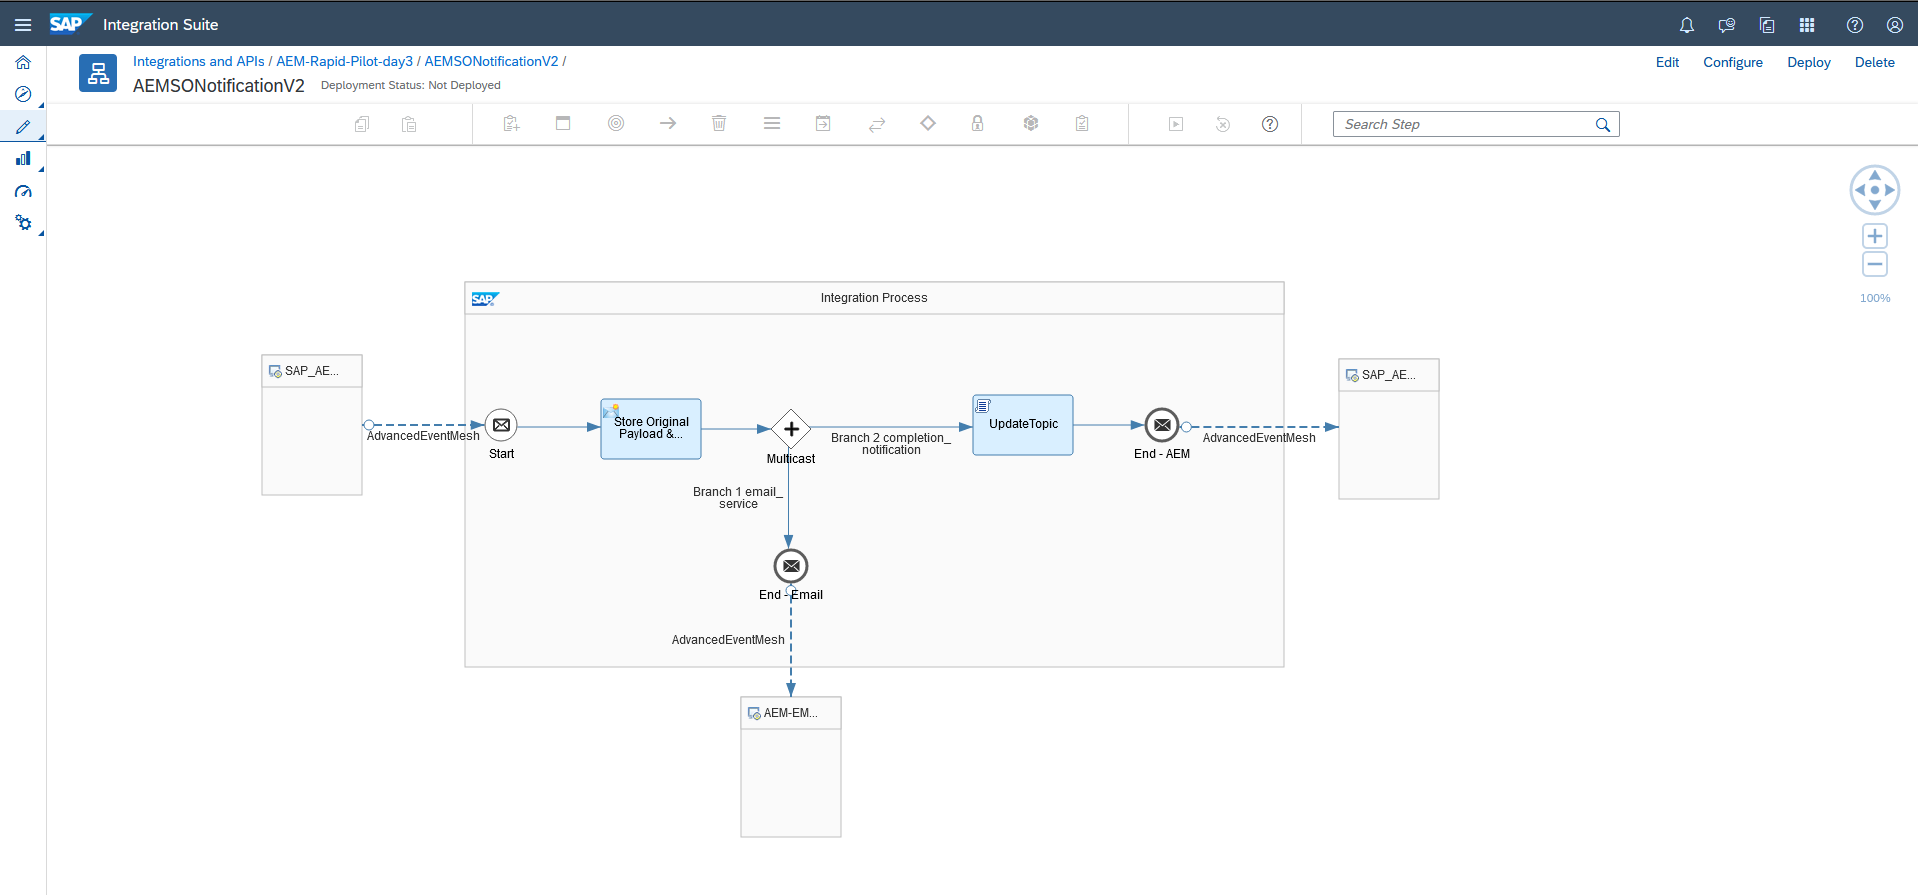 SAP Integration Suite
Integrations and APIs / AEM-Rapid-Pilot-day3 / AEMSONotificationV2 /
Edit Configure Deploy Delete
AEMSONotificationV2 Deployment Status: Not Deployed
Search Step
100%
SAP Integration Process
SAP_AE...
SAP_AE...
AdvancedEventMesh
Start
Store Original
Payload &...
Multicast
Branch 2 completion_
notification
UpdateTopic
End - AEM
AdvancedEventMesh
Branch 1 email_
service
End - Email
AdvancedEventMesh
AEM-EM...